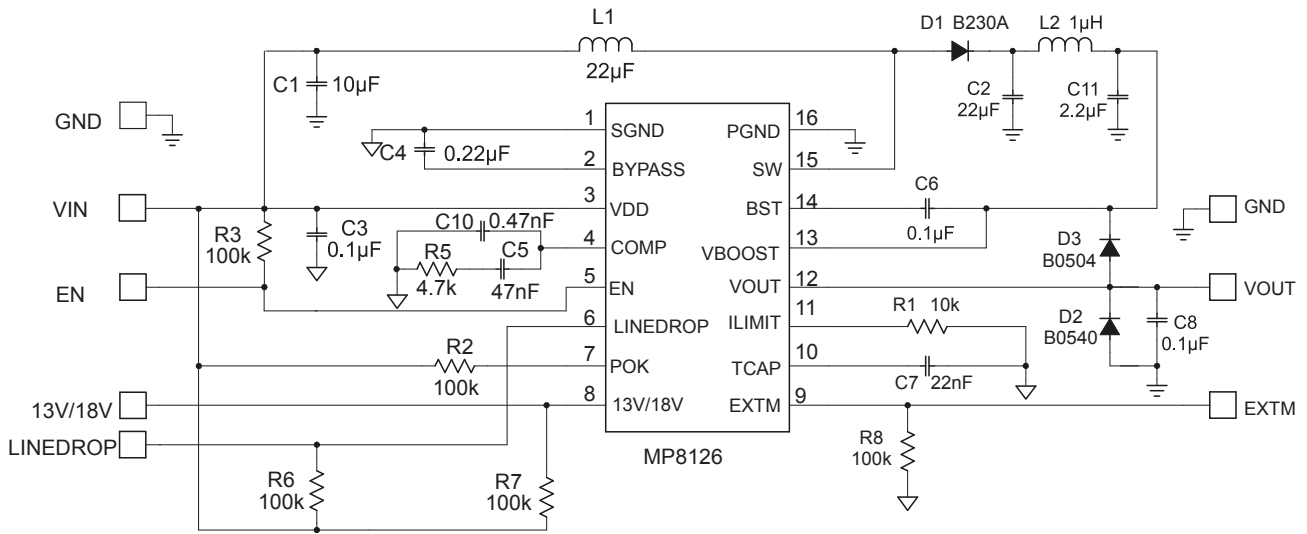 L1
22µF
D1 B230A
L2 1µH
C1
10µF
C2
22µF
C11
2.2µF
GND
VIN
EN
13V/18V
LINEDROP
C4
0.22µF
R3
100k
C3
0.1µF
C10
0.47nF
R5
4.7k
C5
47nF
R2
100k
R6
100k
R7
100k
1
2
3
4
5
6
7
8
SGND
BYPASS
VDD
COMP
EN
LINEDROP
POK
13V/18V
PGND
SW
BST
VBOOST
VOUT
ILIMIT
TCAP
EXTM
16
15
14
13
12
11
10
9
MP8126
C6
0.1µF
R1 10k
C7
22nF
R8
100k
D3
B0504
D2
B0540
C8
0.1µF
GND
VOUT
EXTM